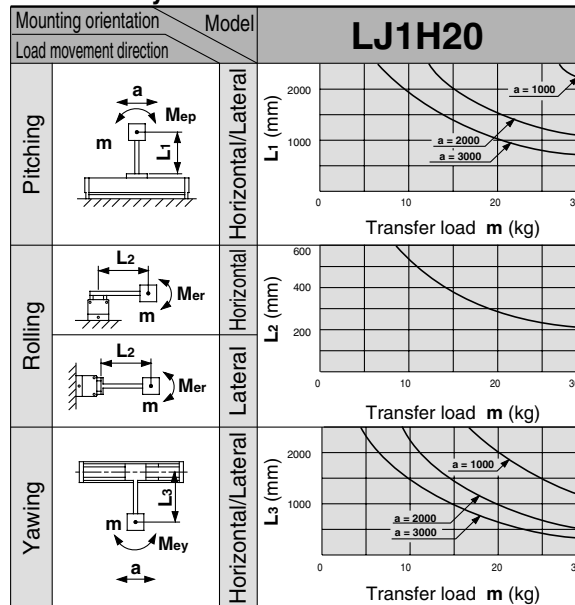 Mounting orientation Model
Load movement direction
LJ1H20
Pitching
a
Mep
m
L1
Horizontal/Lateral
L1 (mm)
2000
1000
a = 1000
a = 2000
a = 3000
0 10 20
Transfer load m (kg)
Rolling
L2
Mer
m
Horizontal
L2
Mer
m
Lateral
L2 (mm)
600
400
200
0 10 20
Transfer load m (kg)
Yawing
L3
m
Mey
a
Horizontal/Lateral
L3 (mm)
2000
1000
a = 1000
a = 2000
a = 3000
0 10 20
Transfer load m (kg)